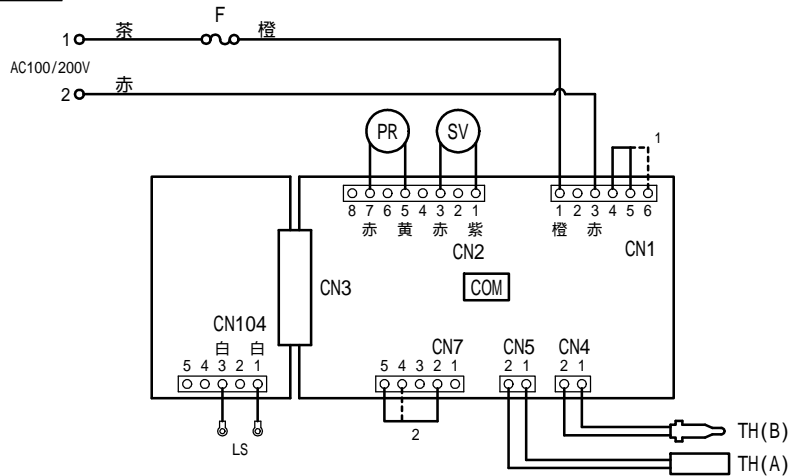 F
1 茶 橙
AC100/200V
2 赤
PR SV 1
8 7 6 5 4 3 2 1 1 2 3 4 5 6
赤 黄 赤 紫 橙 赤
CN2 CN1
CN3 COM
CN104
白 白
5 4 3 2 1
CN7 CN5 CN4
5 4 3 2 1 2 1 2 1
LS 2
TH(B)
TH(A)